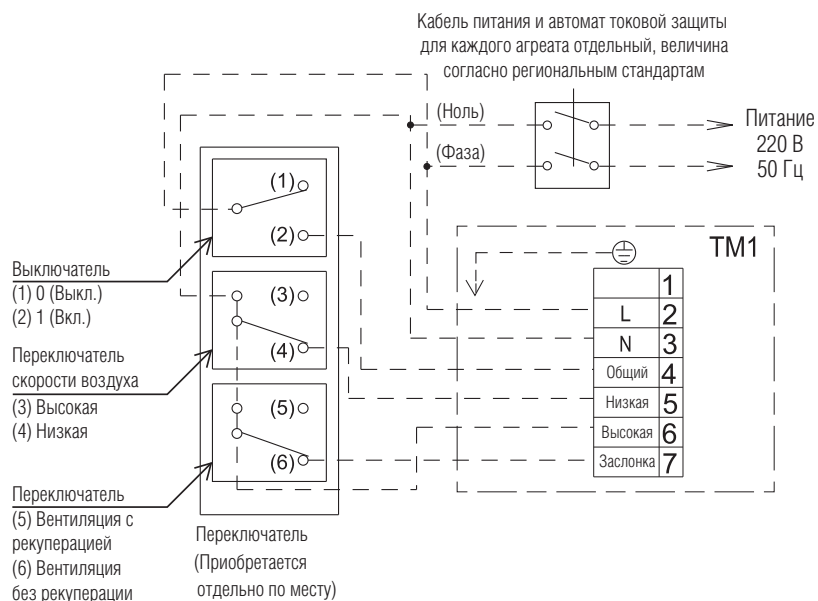 Кабель питания и автомат токовой защиты
для каждого агреата отдельный, величина
согласно региональным стандартам
(Ноль)
(Фаза)
Питание
220 В
50 Гц
(1)
(2)
(3)
(4)
(5)
(6)
Выключатель
(1) 0 (Выкл.)
(2) 1 (Вкл.)
Переключатель
скорости воздуха
(3) Высокая
(4) Низкая
Переключатель
(5) Вентиляция с
рекуперацией
(6) Вентиляция
без рекуперации
Переключатель
(Приобретается
отдельно по месту)
TM1
1
L 2
N 3
Общий 4
Низкая 5
Высокая 6
Заслонка 7